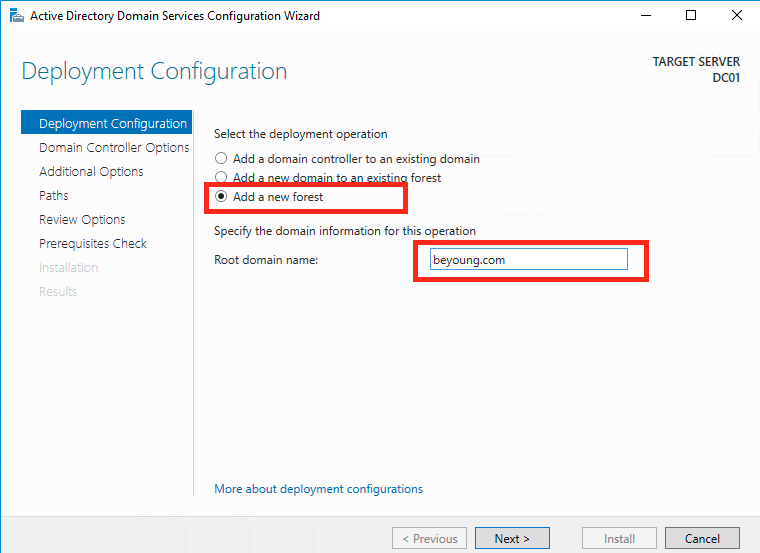 Active Directory Domain Services Configuration Wizard
Deployment Configuration
TARGET SERVER
DC01
Deployment Configuration
Domain Controller Options
Additional Options
Paths
Review Options
Prerequisites Check
Installation
Results
Select the deployment operation
Add a domain controller to an existing domain
Add a new domain to an existing forest
Add a new forest
Specify the domain information for this operation
Root domain name: beyoung.com
More about deployment configurations
< Previous Next > Install Cancel